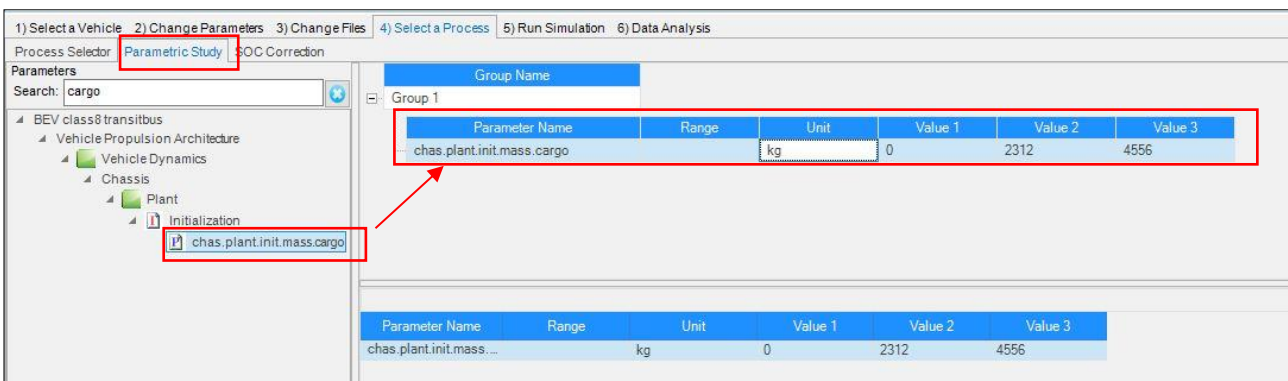 1) Select a Vehicle 2) Change Parameters 3) Change Files 4) Select a Process 5) Run Simulation 6) Data Analysis
Process Selector Parametric Study SOC Correction
Parameters
Search: cargo
BEV class8 transitbus
Vehicle Propulsion Architecture
Vehicle Dynamics
Chassis
Plant
Initialization
chas.plant.init.mass.cargo
Group Name
Group 1
Parameter Name Range Unit Value 1 Value 2 Value 3
chas.plant.init.mass.cargo kg 0 2312 4556
Parameter Name Range Unit Value 1 Value 2 Value 3
chas.plant.init.mass.... kg 0 2312 4556